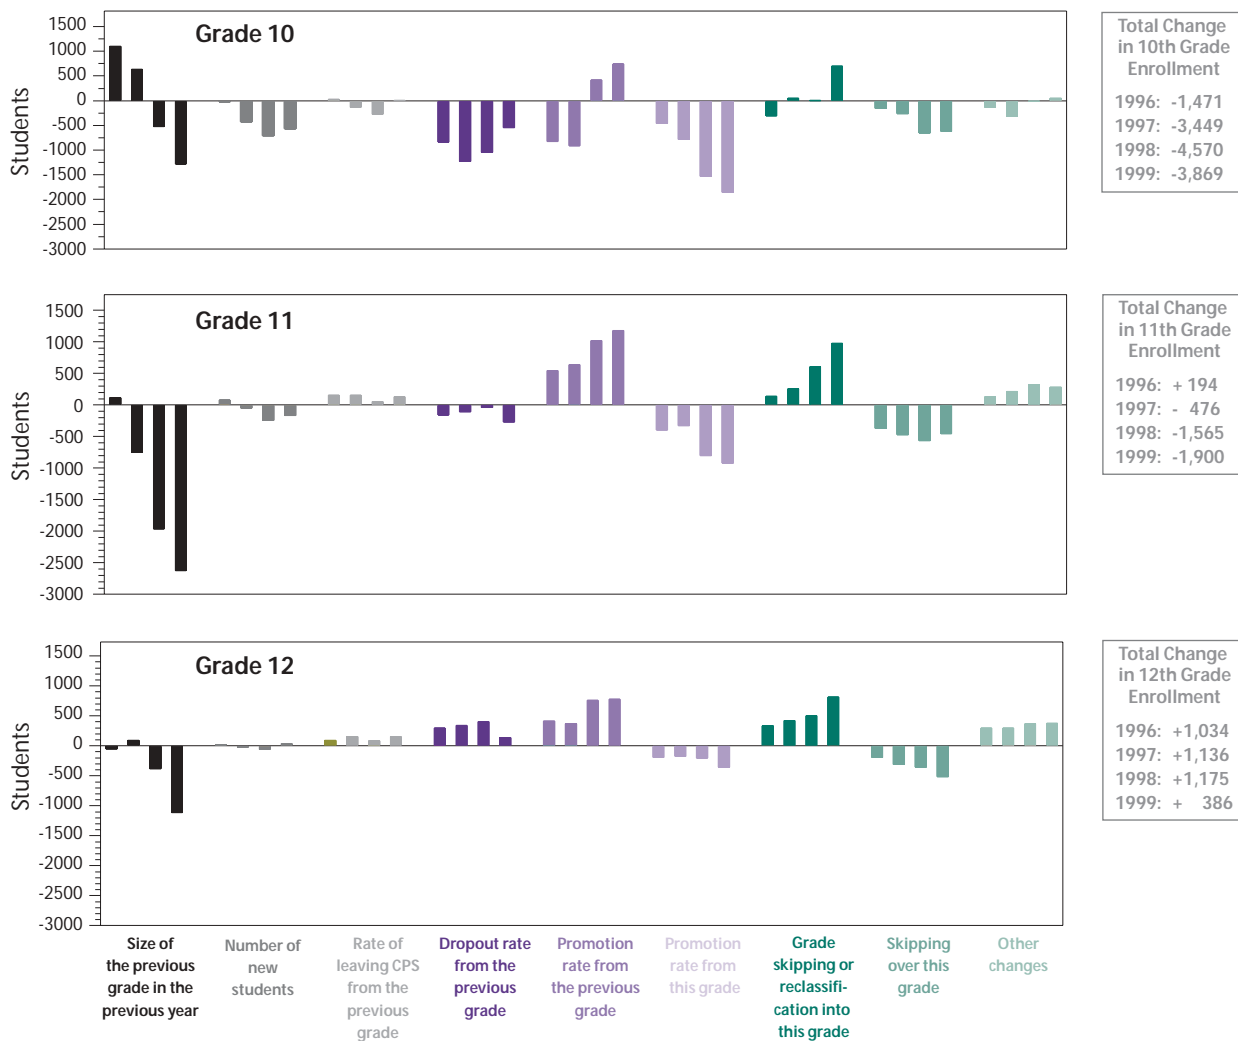 Grade 10
1500
1000
500
0
-500
-1000
-1500
-2000
-2500
-3000
Students
Total Change
in 10th Grade
Enrollment
1996: -1,471
1997: -3,449
1998: -4,570
1999: -3,869
Grade 11
1500
1000
500
0
-500
-1000
-1500
-2000
-2500
-3000
Students
Total Change
in 11th Grade
Enrollment
1996: + 194
1997: - 476
1998: -1,565
1999: -1,900
Grade 12
1500
1000
500
0
-500
-1000
-1500
-2000
-2500
-3000
Students
Total Change
in 12th Grade
Enrollment
1996: +1,034
1997: +1,136
1998: +1,175
1999: + 386
Size of
the previous
grade in the
previous year
Number of
new
students
Rate of
leaving CPS
from the
previous
grade
Dropout rate
from the
previous
grade
Promotion
rate from
the previous
grade
Promotion
rate from
this grade
Grade
skipping or
reclassifi-
cation into
this grade
Skipping
over this
grade
Other
changes